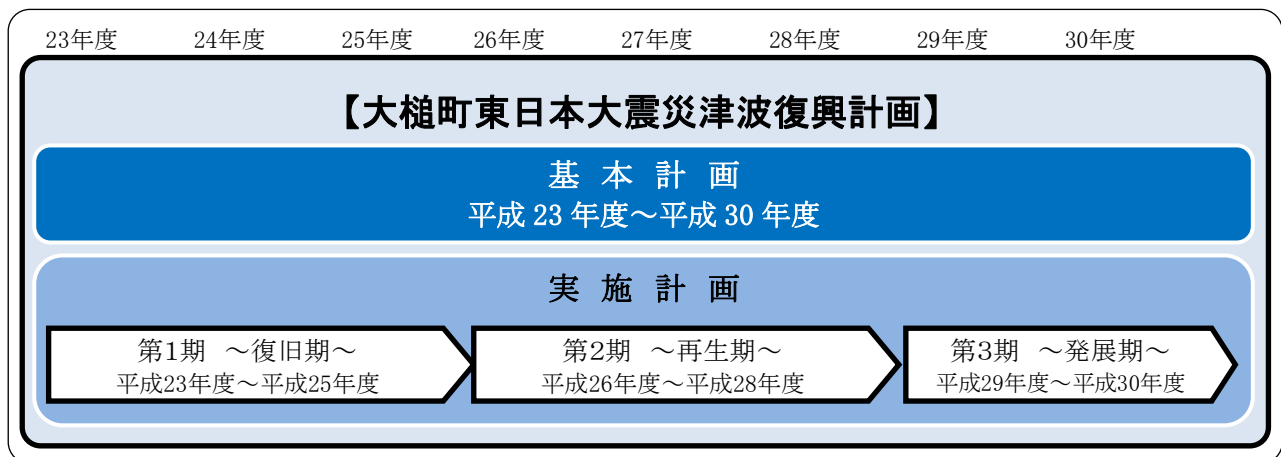 23年度 24年度 25年度 26年度 27年度 28年度 29年度 30年度
【大槌町東日本大震災津波復興計画】
基 本 計 画
平成 23 年度～平成 30 年度
実 施 計 画
第1期 ～復旧期～
平成23年度～平成25年度
第2期 ～再生期～
平成26年度～平成28年度
第3期 ～発展期～
平成29年度～平成30年度